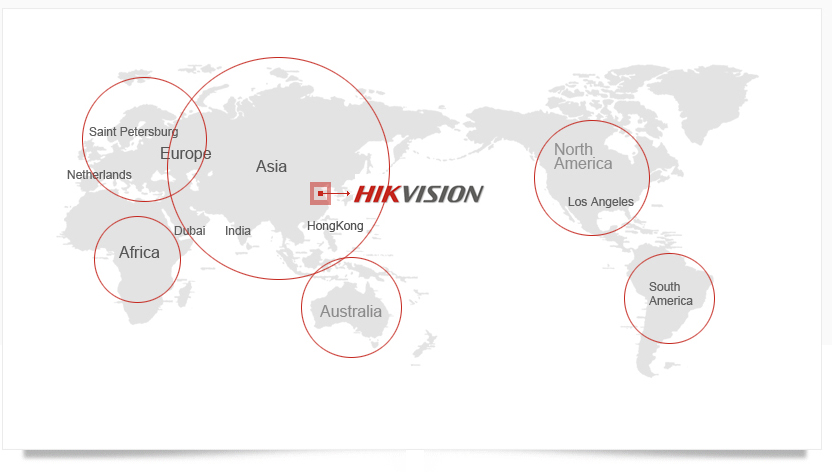 Saint Petersburg
Europe
Asia
Netherlands
HIKVISION
Dubai
India
HongKong
Africa
Australia
North
America
Los Angeles
South
America